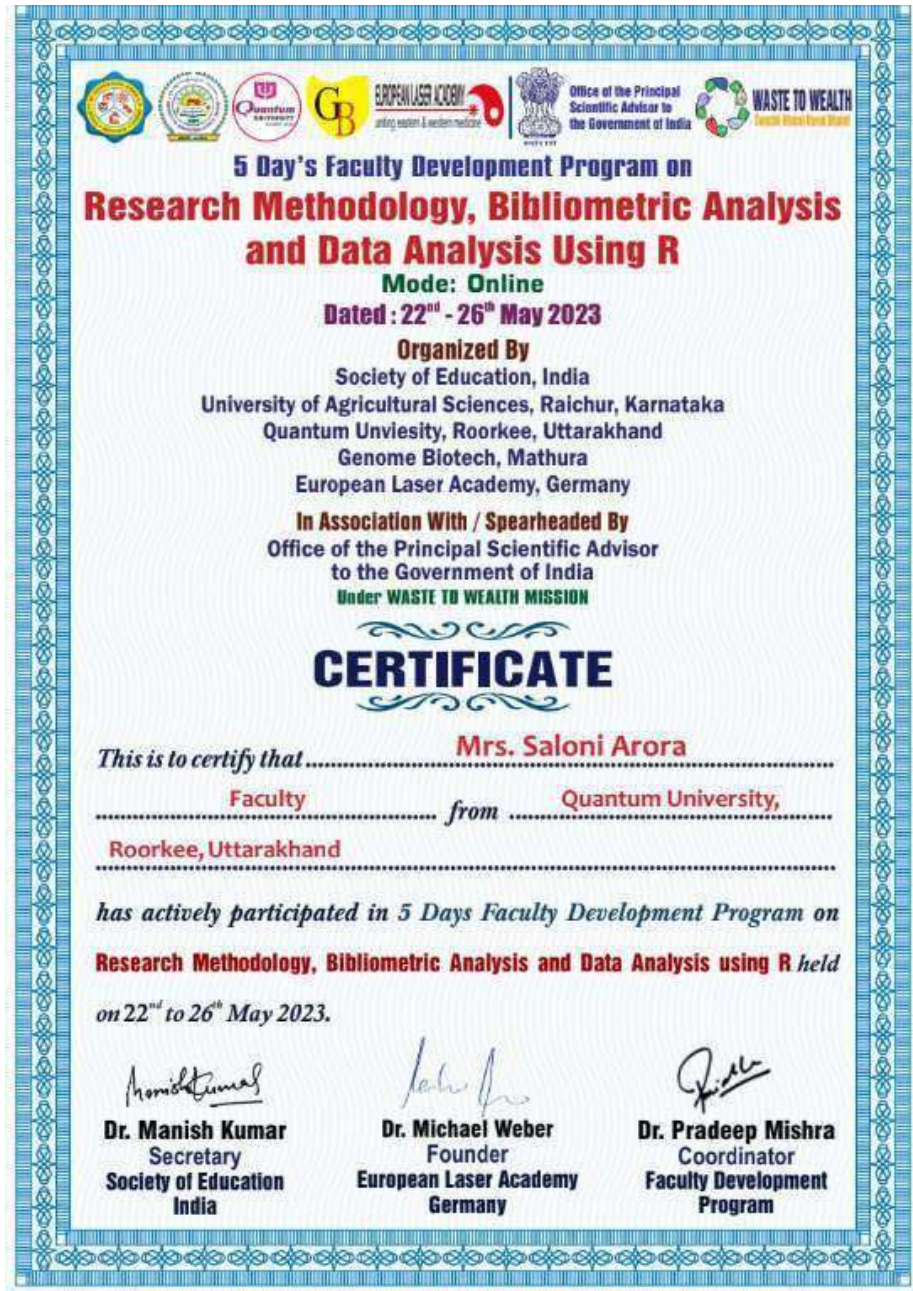 Quantum
UNIVERSITY
GB
EUROPEAN LASER ACADEMY
uniting eastern & western medicine
Office of the Principal
Scientific Advisor to
the Government of India
WASTE TO WEALTH
5 Day's Faculty Development Program on
Research Methodology, Bibliometric Analysis
and Data Analysis Using R
Mode: Online
Dated : 22nd - 26th May 2023
Organized By
Society of Education, India
University of Agricultural Sciences, Raichur, Karnataka
Quantum Unviesity, Roorkee, Uttarakhand
Genome Biotech, Mathura
European Laser Academy, Germany
In Association With / Spearheaded By
Office of the Principal Scientific Advisor
to the Government of India
Under WASTE TO WEALTH MISSION
CERTIFICATE
This is to certify that Mrs. Saloni Arora
Faculty from Quantum University,
Roorkee, Uttarakhand
has actively participated in 5 Days Faculty Development Program on
Research Methodology, Bibliometric Analysis and Data Analysis using R held
on 22nd to 26th May 2023.
Dr. Manish Kumar
Secretary
Society of Education
India
Dr. Michael Weber
Founder
European Laser Academy
Germany
Dr. Pradeep Mishra
Coordinator
Faculty Development
Program